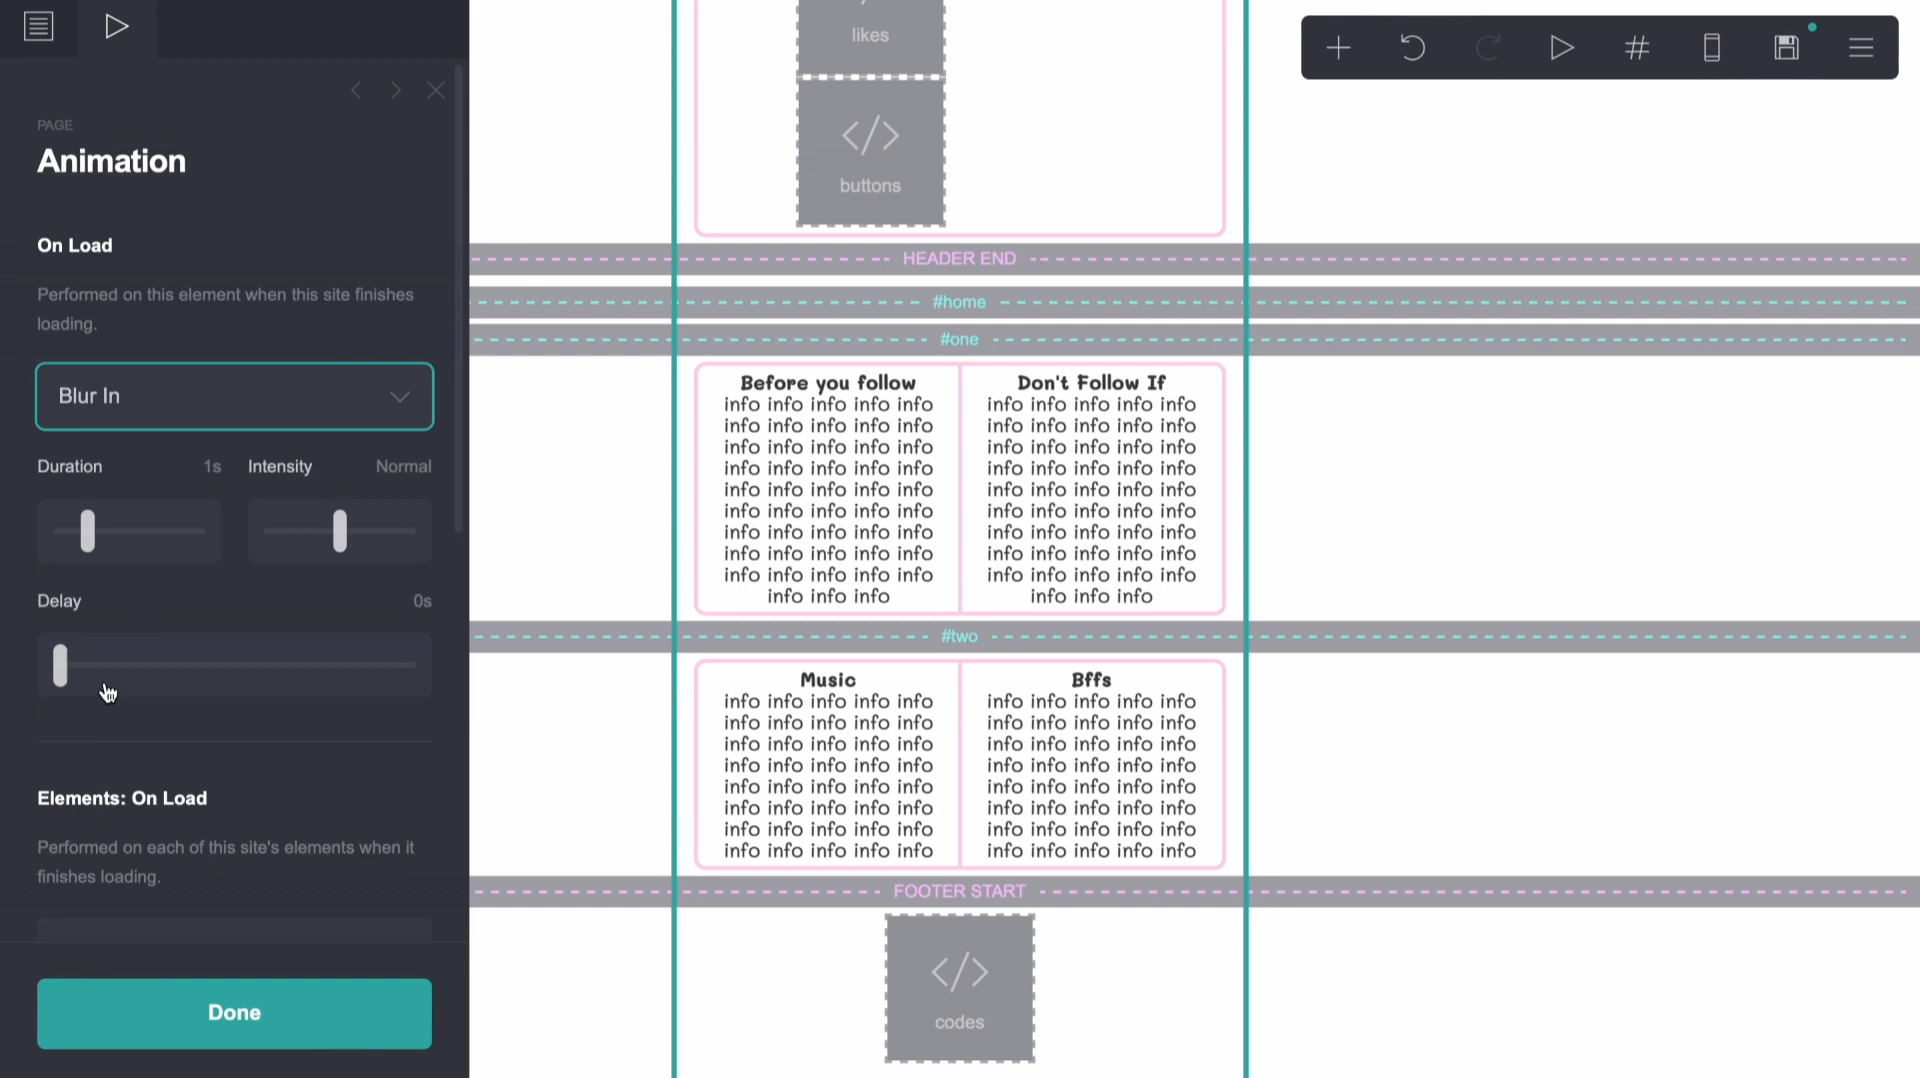 PAGE
Animation
On Load
Performed on this element when this site finishes
loading.
Blur In
Duration 1s Intensity Normal
Delay 0s
Elements: On Load
Performed on each of this site's elements when it
finishes loading.
Done
likes
buttons
HEADER END
#home
#one
Before you follow
info info info info info
info info info info info
info info info info info
info info info info info
info info info info info
info info info info info
info info info info info
info info info info info
info info info info info
info info info
Don't Follow If
info info info info info
info info info info info
info info info info info
info info info info info
info info info info info
info info info info info
info info info info info
info info info info info
info info info info info
info info info
#two
Music
info info info info info
info info info info info
info info info info info
info info info info info
info info info info info
info info info info info
info info info info info
info info info info info
Bffs
info info info info info
info info info info info
info info info info info
info info info info info
info info info info info
info info info info info
info info info info info
info info info info info
FOOTER START
codes